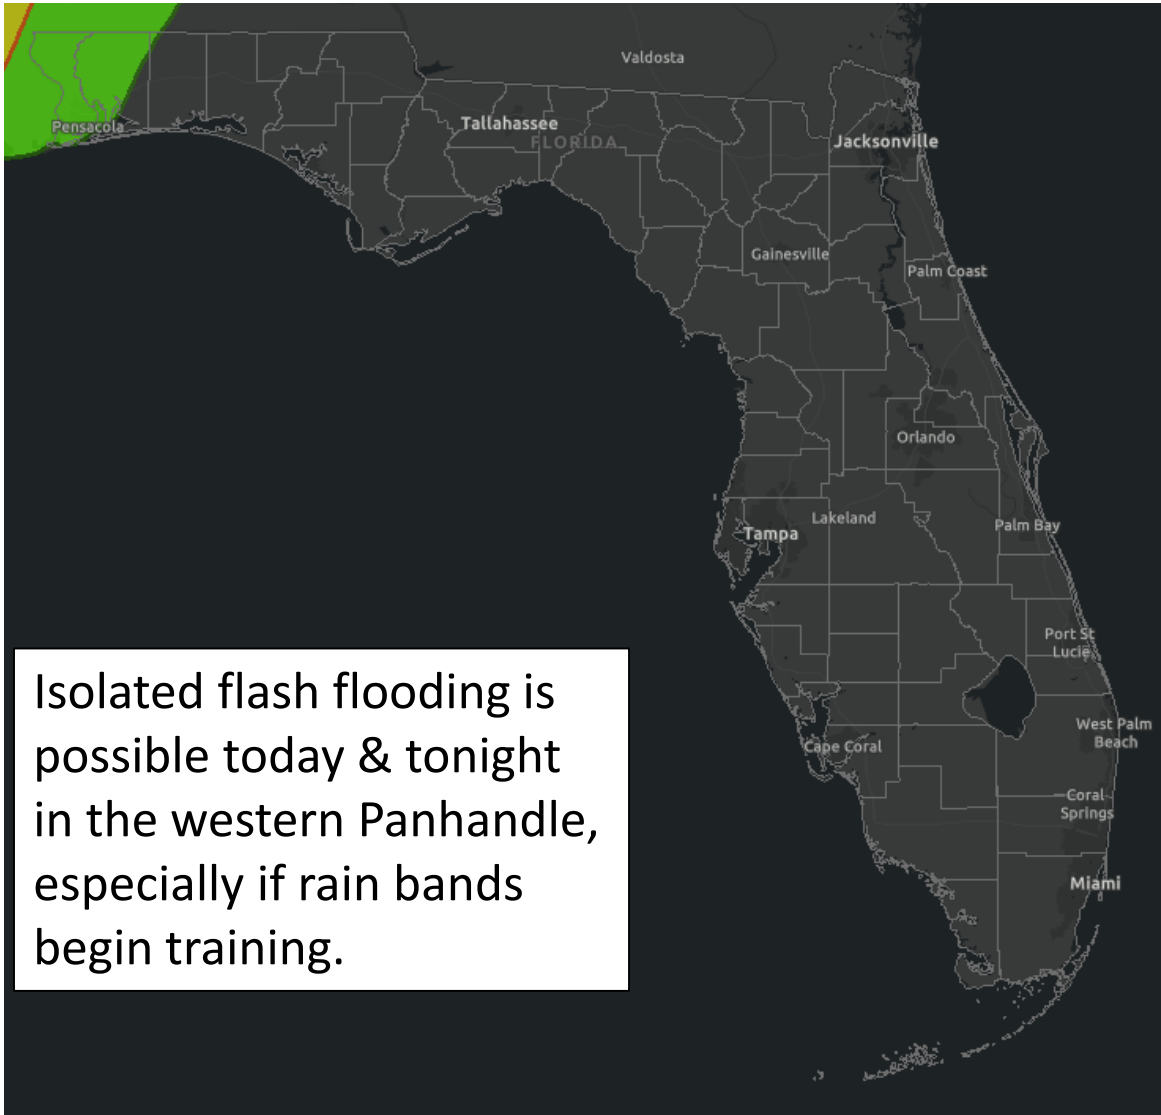 Valdosta
Pensacola
Tallahassee
FLORIDA
Jacksonville
Gainesville
Palm Coast
Orlando
Lakeland
Palm Bay
Tampa
Port St
Lucie
West Palm
Beach
Cape Coral
Coral
Springs
Miami
Isolated flash flooding is
possible today & tonight
in the western Panhandle,
especially if rain bands
begin training.